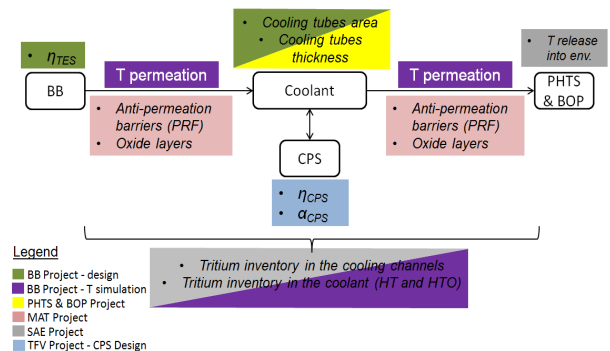 • Cooling tubes area
• Cooling tubes
thickness
• ηTES
• T release
into env.
BB
T permeation
Coolant
T permeation
PHTS
& BOP
• Anti-permeation
barriers (PRF)
• Oxide layers
• Anti-permeation
barriers (PRF)
• Oxide layers
CPS
• ηCPS
• αCPS
• Tritium inventory in the cooling channels
• Tritium inventory in the coolant (HT and HTO)
Legend
BB Project - design
BB Project - T simulation
PHTS & BOP Project
MAT Project
SAE Project
TFV Project - CPS Design